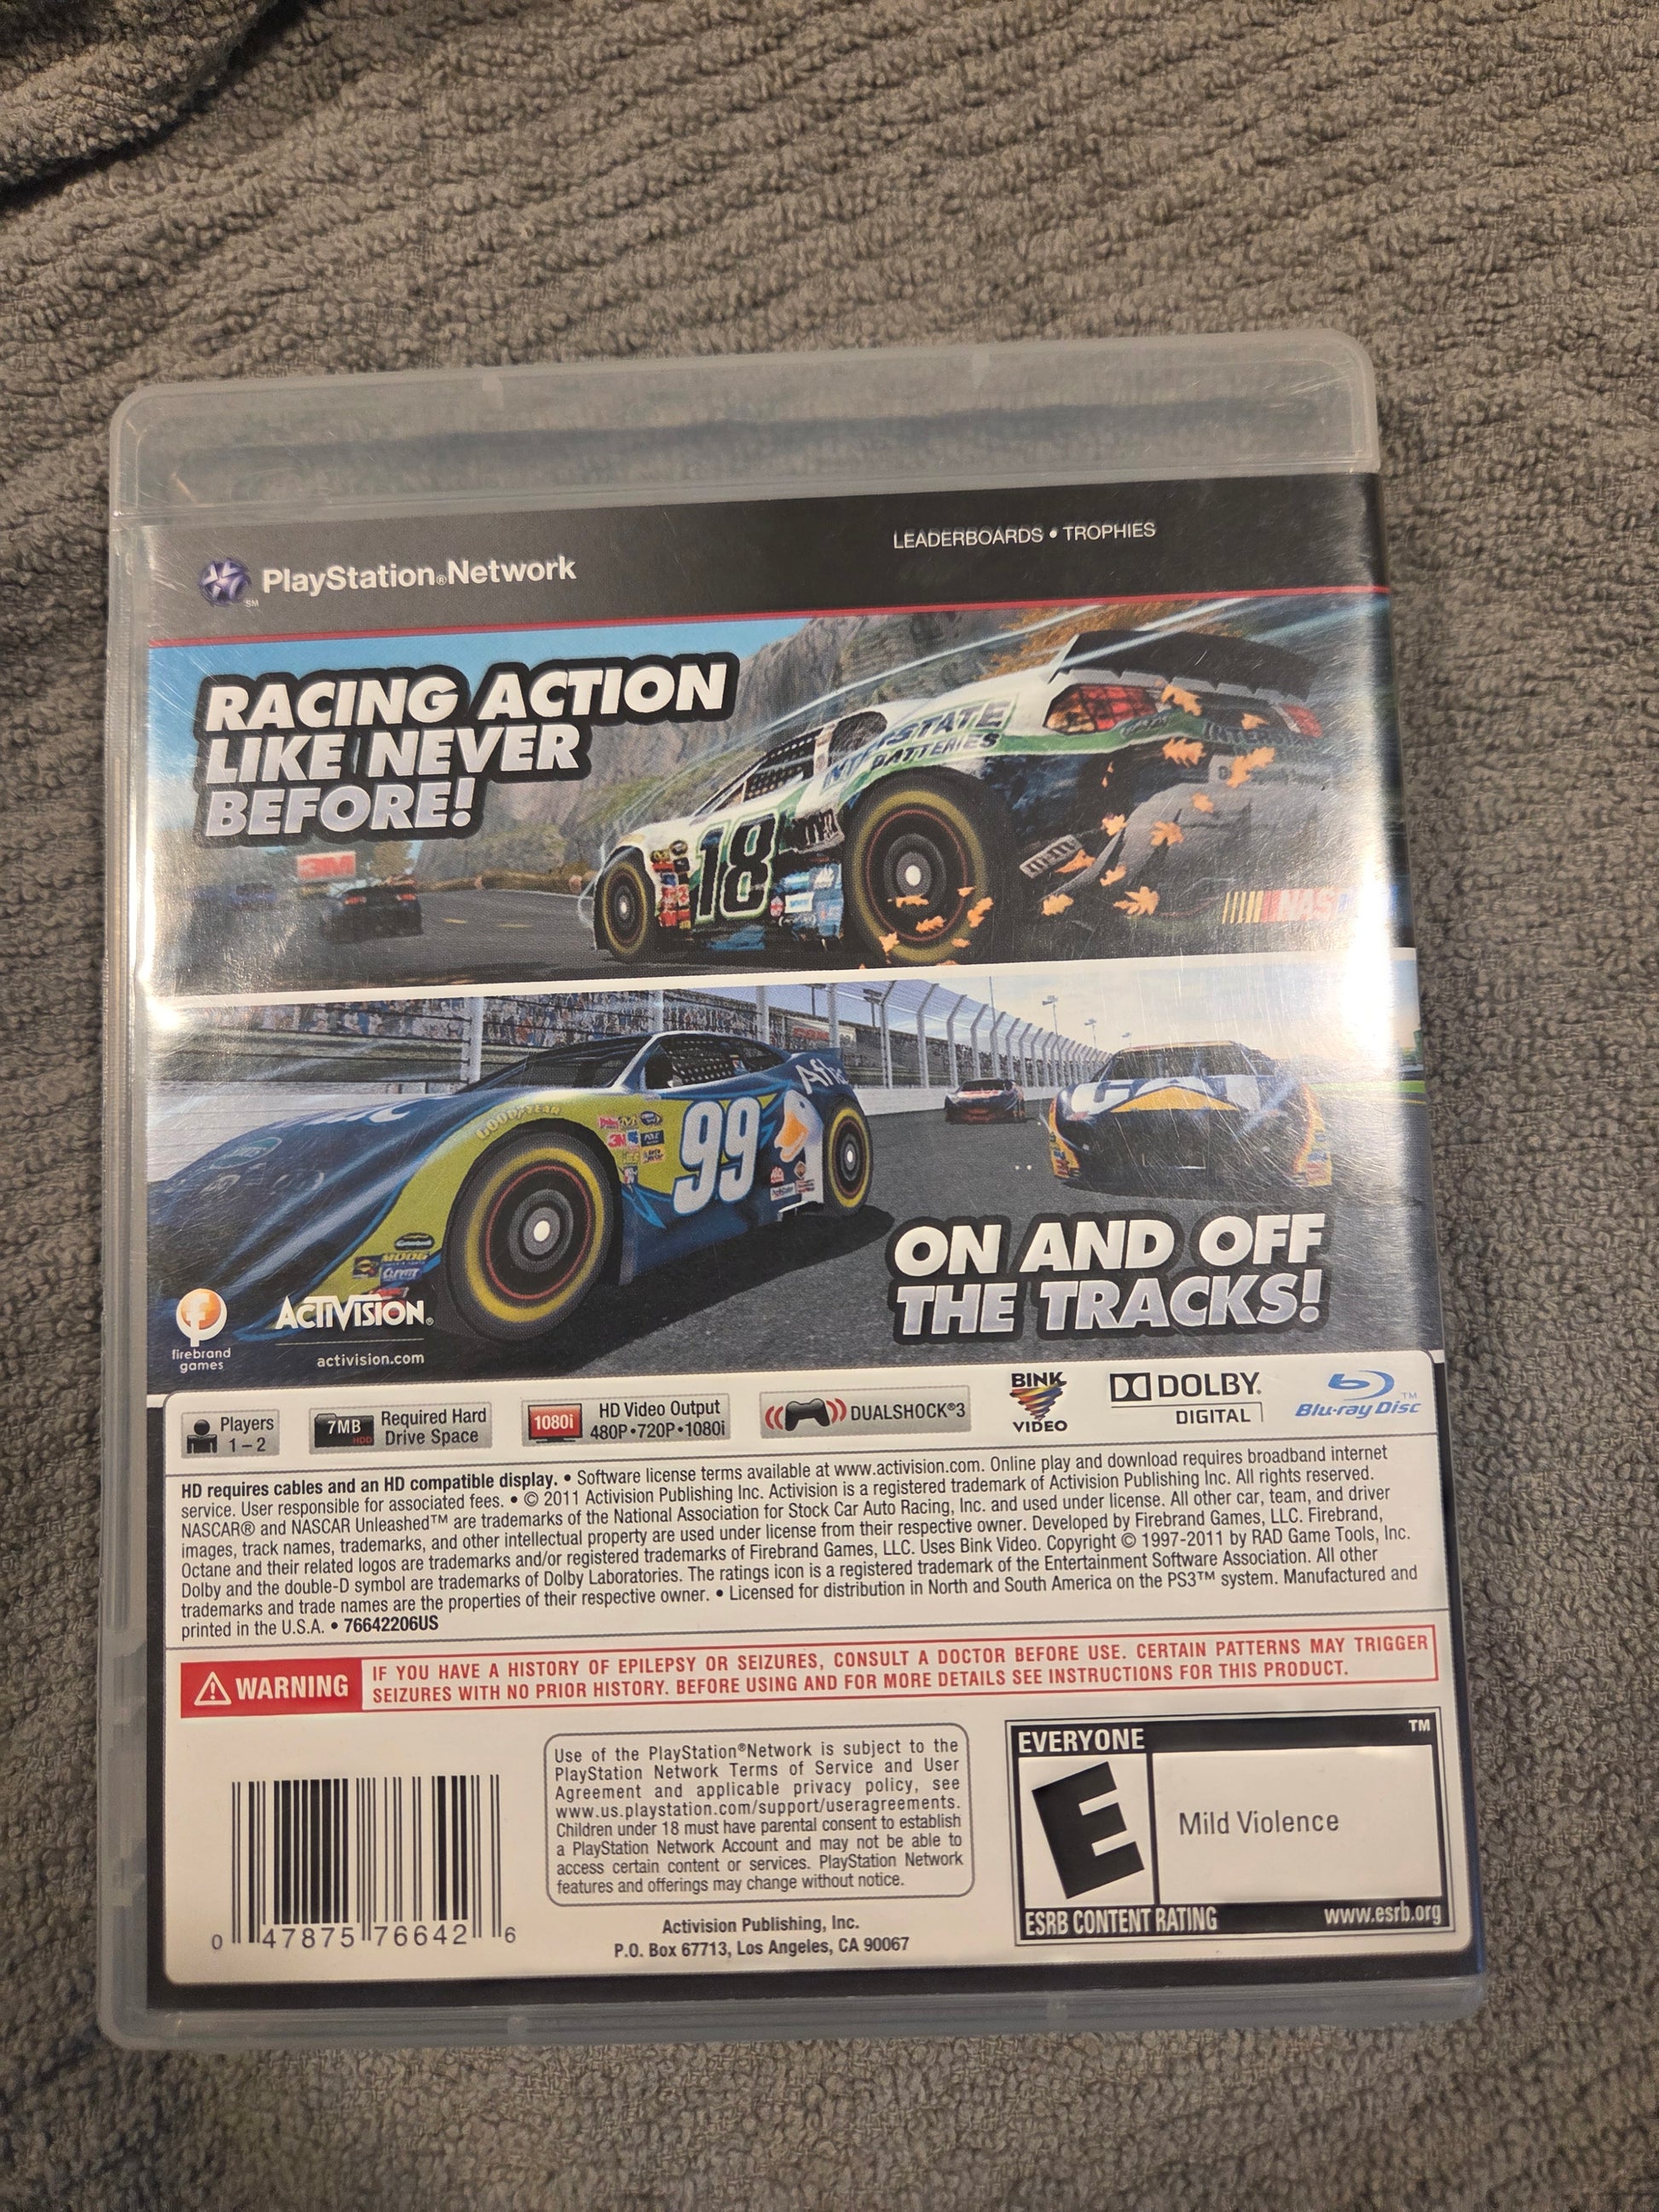 LEADERBOARDS • TROPHIES
PlayStation®Network
SM
RACING ACTION
LIKE NEVER
BEFORE!
INTERSTATE
BATTERIES
18
3M
NAS
Afl
GOODYEAR
99
3M
CAT
MOOG
ON AND OFF
THE TRACKS!
firebrand
games
ACTIVISION®
activision.com
Players
1 – 2
7MB
HDD
Required Hard
Drive Space
1080i
HD Video Output
480P•720P•1080i
DUALSHOCK®3
BINK
VIDEO
DOLBY®
DIGITAL
Blu-ray Disc™
HD requires cables and an HD compatible display. • Software license terms available at www.activision.com. Online play and download requires broadband internet
service. User responsible for associated fees. • © 2011 Activision Publishing Inc. Activision is a registered trademark of Activision Publishing Inc. All rights reserved.
NASCAR® and NASCAR Unleashed™ are trademarks of the National Association for Stock Car Auto Racing, Inc. and used under license. All other car, team, and driver
images, track names, trademarks, and other intellectual property are used under license from their respective owner. Developed by Firebrand Games, LLC. Firebrand,
Octane and their related logos are trademarks and/or registered trademarks of Firebrand Games, LLC. Uses Bink Video. Copyright © 1997-2011 by RAD Game Tools, Inc.
Dolby and the double-D symbol are trademarks of Dolby Laboratories. The ratings icon is a registered trademark of the Entertainment Software Association. All other
trademarks and trade names are the properties of their respective owner. • Licensed for distribution in North and South America on the PS3™ system. Manufactured and
printed in the U.S.A. • 76642206US
WARNING
IF YOU HAVE A HISTORY OF EPILEPSY OR SEIZURES, CONSULT A DOCTOR BEFORE USE. CERTAIN PATTERNS MAY TRIGGER
SEIZURES WITH NO PRIOR HISTORY. BEFORE USING AND FOR MORE DETAILS SEE INSTRUCTIONS FOR THIS PRODUCT.
Use of the PlayStation®Network is subject to the
PlayStation Network Terms of Service and User
Agreement and applicable privacy policy, see
www.us.playstation.com/support/useragreements.
Children under 18 must have parental consent to establish
a PlayStation Network Account and may not be able to
access certain content or services. PlayStation Network
features and offerings may change without notice.
Activision Publishing, Inc.
P.O. Box 67713, Los Angeles, CA 90067
0 47875 76642 6
EVERYONE
™
E
Mild Violence
ESRB CONTENT RATING
www.esrb.org